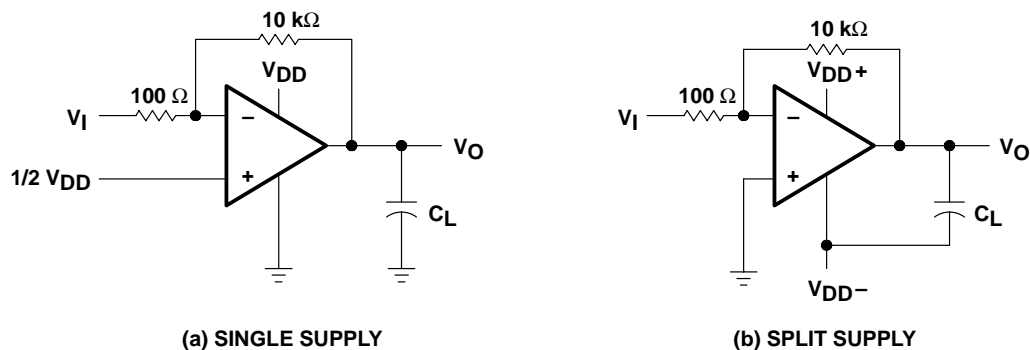 10 kΩ
VDD
100 Ω
VI
−
+
VO
1/2 VDD
CL
(a) SINGLE SUPPLY
10 kΩ
VDD+
100 Ω
VI
−
+
VO
CL
VDD−
(b) SPLIT SUPPLY